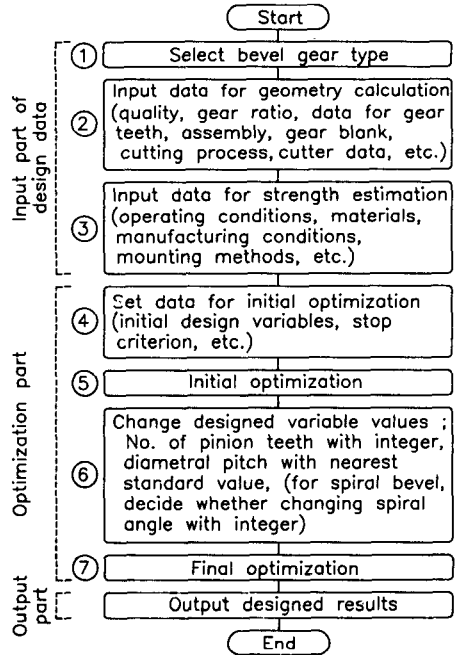 Start
Input part of
design data
① Select bevel gear type
② Input data for geometry calculation
(quality, gear ratio, data for gear
teeth, assembly, gear blank,
cutting process, cutter data, etc.)
③ Input data for strength estimation
(operating conditions, materials,
manufacturing conditions,
mounting methods, etc.)
Optimization part
④ Set data for initial optimization
(initial design variables, stop
criterion, etc.)
⑤ Initial optimization
⑥ Change designed variable values ;
No. of pinion teeth with integer,
diametral pitch with nearest
standard value, (for spiral bevel,
decide whether changing spiral
angle with integer)
⑦ Final optimization
Output
part
Output designed results
End